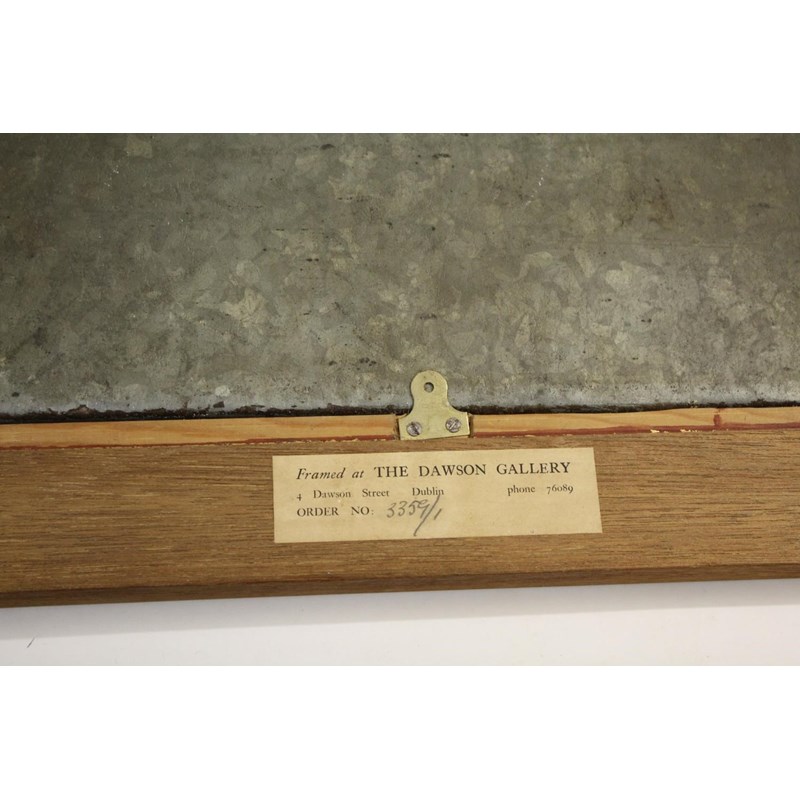 Framed at THE DAWSON GALLERY
4 Dawson Street Dublin phone 76089
ORDER NO: 3359/1